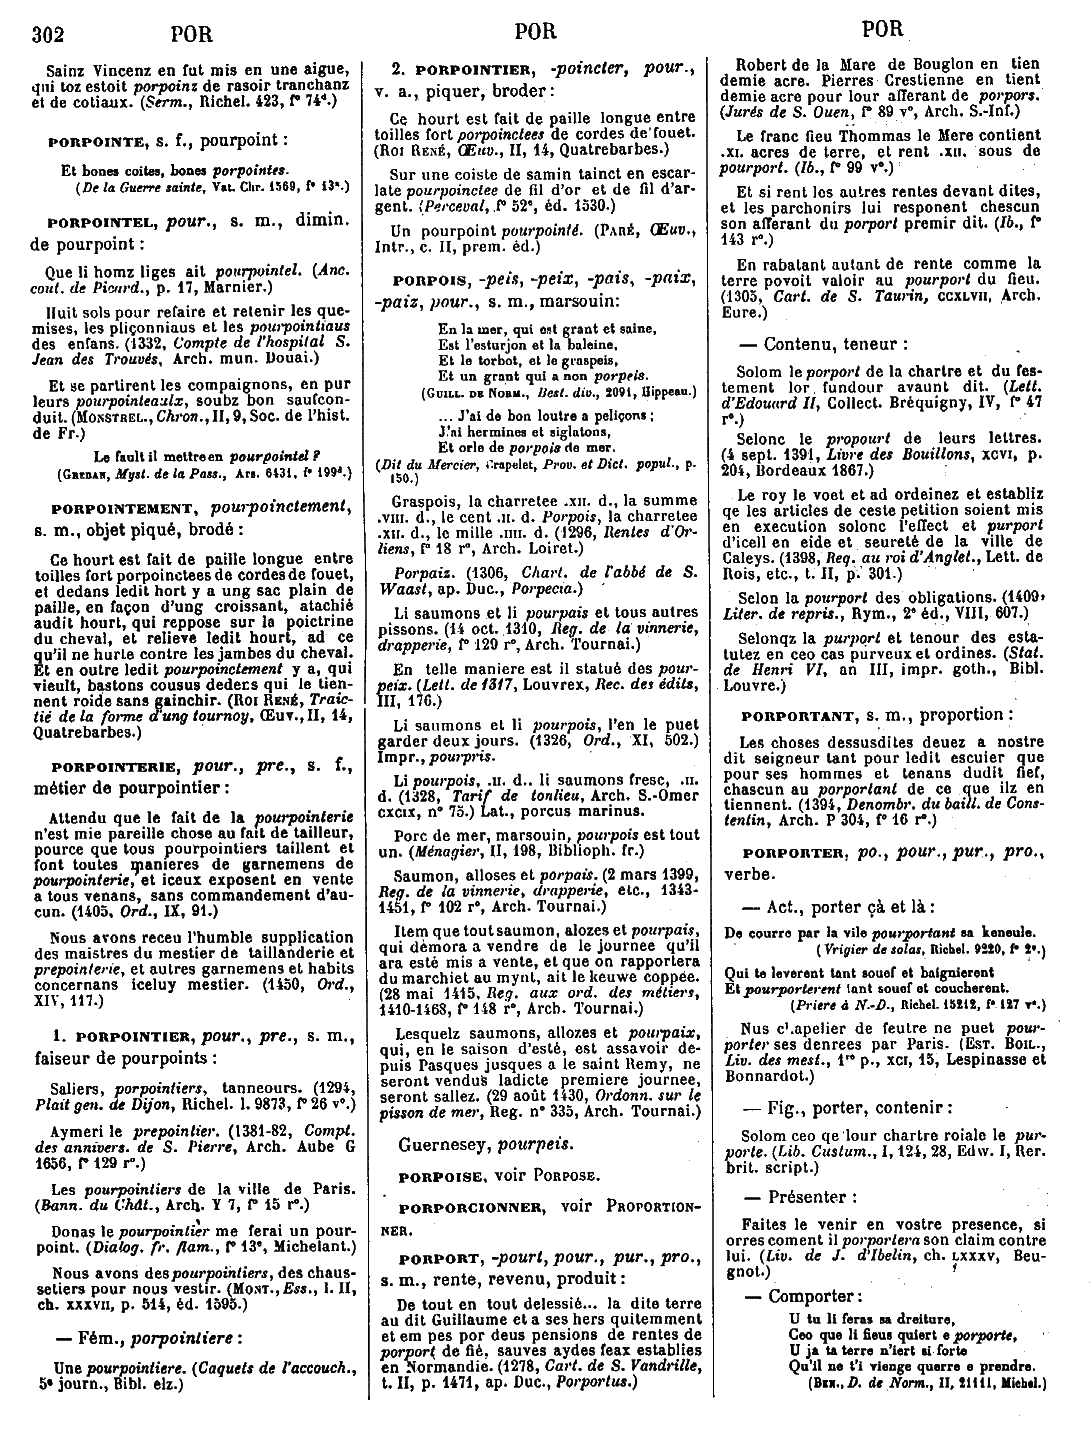 302 POR
POR
POR
Sainz Vincenz en fut mis en une aigue,
qui toz estoit porpoinz de rasoir tranchanz
et de cotiaux. (Serm., Richel. 423, f° 74ᵈ.)
PORPOINTE, s. f., pourpoint :
Et bones coites, bones porpointes.
(De la Guerre sainte, Vat. Chr. 1569, f° 13ᵃ.)
PORPOINTEL, pour., s. m., dimin.
de pourpoint :
Que li homz liges ait pourpointel. (Anc.
cout. de Picard., p. 17, Marnier.)
Huit sols pour refaire et retenir les que-
mises, les pliçonniaus et les pourpointiaus
des enfans. (1332, Compte de l'hospital S.
Jean des Trouvés, Arch. mun. Douai.)
Et se partirent les compaignons, en pur
leurs pourpointeaulx, soubz bon saufcon-
duit. (MONSTREL., Chron., II, 9, Soc. de l'hist.
de Fr.)
Le fault il mettre en pourpointel ?
(GREBAN, Myst. de la Pass., Ars. 6431, f° 199ᵈ.)
PORPOINTEMENT, pourpoinctement,
s. m., objet piqué, brodé :
Ce hourt est fait de paille longue entre
toilles fort porpoinctees de cordes de fouet,
et dedans ledit hort y a ung sac plain de
paille, en façon d'ung croissant, atachié
audit hourt, qui reppose sur la poictrine
du cheval, et relieve ledit hourt, ad ce
qu'il ne hurte contre les jambes du cheval.
Et en outre ledit pourpoinctement y a, qui
vieult, bastons cousus dedens qui le tien-
nent roide sans gainchir. (ROI RENÉ, Traic-
tié de la forme d'ung tournoy, Œuv., II, 14,
Quatrebarbes.)
PORPOINTERIE, pour., pre., s. f.,
métier de pourpointier :
Attendu que le fait de la pourpointerie
n'est mie pareille chose au fait de tailleur,
pource que tous pourpointiers taillent et
font toutes manieres de garnemens de
pourpointerie, et iceux exposent en vente
a tous venans, sans commandement d'au-
cun. (1405, Ord., IX, 91.)
Nous avons receu l'humble supplication
des maistres du mestier de taillanderie et
prepointerie, et autres garnemens et habits
concernans iceluy mestier. (1450, Ord.,
XIV, 117.)
1. PORPOINTIER, pour., pre., s. m.,
faiseur de pourpoints :
Saliers, porpointiers, tanneours. (1294,
Plait gen. de Dijon, Richel. l. 9873, f° 26 v°.)
Aymeri le prepointier. (1381-82, Compt.
des annivers. de S. Pierre, Arch. Aube G
1656, f° 129 r°.)
Les pourpointiers de la ville de Paris.
(Bann. du Chât., Arch. Y 7, f° 15 r°.)
Donas le pourpointier me ferai un pour-
point. (Dialog. fr. flam., f° 13ᵉ, Michelant.)
Nous avons des pourpointiers, des chaus-
setiers pour nous vestir. (MONT., Ess., l. II,
ch. XXXVII, p. 514, éd. 1595.)
— Fém., porpointiere :
Une pourpointiere. (Caquets de l'accouch.,
5ᵉ journ., Bibl. elz.)
2. PORPOINTIER, -poincter, pour.,
v. a., piquer, broder :
Ce hourt est fait de paille longue entre
toilles fort porpoinctees de cordes de fouet.
(ROI RENÉ, Œuv., II, 14, Quatrebarbes.)
Sur une coiste de samin tainct en escar-
late pourpoinctee de fil d'or et de fil d'ar-
gent. (Perceval, f° 52ᵉ, éd. 1530.)
Un pourpoint pourpointé. (PARÉ, Œuv.,
Intr., c. II, prem. éd.)
PORPOIS, -peis, -peix, -pais, -paix,
-paiz, pour., s. m., marsouin:
En la mer, qui est grant et saine,
Est l'esturjon et la baleine,
Et le torbot, et le graspeis,
Et un grant qui a non porpeis.
(GUILL. DE NORM., Best. div., 2091, Hippeau.)
... J'ai de bon loutre a peliçons ;
J'ai hermines et siglatons,
Et orle de porpois de mer.
(Dit du Mercier, Crapelet, Prov. et Dict. popul., p.
150.)
Graspois, la charretee .XII. d., la summe
.VIII. d., le cent .II. d. Porpois, la charretee
.XII. d., le mille .IIII. d. (1296, Rentes d'Or-
liens, f° 18 r°, Arch. Loiret.)
Porpaiz. (1306, Chart. de l'abbé de S.
Waast, ap. Duc., Porpecia.)
Li saumons et li pourpais et tous autres
pissons. (14 oct. 1310, Reg. de la vinnerie,
drapperie, f° 129 r°, Arch. Tournai.)
En telle maniere est il statué des pour-
peix. (Lett. de 1317, Louvrex, Rec. des édits,
III, 176.)
Li saumons et li pourpois, l'en le puet
garder deux jours. (1326, Ord., XI, 502.)
Impr., pourpris.
Li pourpois, .II. d.. li saumons fresc, .II.
d. (1328, Tarif de tonlieu, Arch. S.-Omer
CXCIX, n° 75.) Lat., porcus marinus.
Porc de mer, marsouin, pourpois est tout
un. (Ménagier, II, 198, Biblioph. fr.)
Saumon, alloses et porpais. (2 mars 1399,
Reg. de la vinnerie, drapperie, etc., 1343-
1451, f° 102 r°, Arch. Tournai.)
Item que tout saumon, alozes et pourpais,
qui demora a vendre de le journee qu'il
ara esté mis a vente, et que on rapportera
du marchiet au mynt, ait le keuwe coppée.
(28 mai 1415, Reg. aux ord. des métiers,
1410-1468, f° 148 r°, Arch. Tournai.)
Lesquelz saumons, allozes et pourpaix,
qui, en le saison d'esté, est assavoir de-
puis Pasques jusques a le saint Remy, ne
seront vendus ladicte premiere journee,
seront sallez. (29 août 1430, Ordonn. sur le
pisson de mer, Reg. n° 335, Arch. Tournai.)
Guernesey, pourpeis.
PORPOISE, voir PORPOSE.
PORPORCIONNER, voir PROPORTION-
NER.
PORPORT, -pourt, pour., pur., pro.,
s. m., rente, revenu, produit :
De tout en tout delessié... la dite terre
au dit Guillaume et a ses hers quitemment
et em pes por deus pensions de rentes de
porport de fié, sauves aydes feax establies
en Normandie. (1278, Cart. de S. Vandrille,
t. II, p. 1471, ap. Duc., Porportus.)
Robert de la Mare de Bouglon en tien
demie acre. Pierres Crestienne en tient
demie acre pour lour afferant de porpors.
(Jurés de S. Ouen, f° 89 v°, Arch. S.-Inf.)
Le franc fieu Thommas le Mere contient
.XI. acres de terre, et rent .XII. sous de
pourport. (Ib., f° 99 v°.)
Et si rent los autres rentes devant dites,
et les parchonirs lui responent chescun
son afferant du porport premir dit. (Ib., f°
143 r°.)
En rabatant autant de rente comme la
terre povoit valoir au pourport du fieu.
(1305, Cart. de S. Taurin, CCXLVII, Arch.
Eure.)
— Contenu, teneur :
Solom le porport de la chartre et du fes-
tement lor fundour avaunt dit. (Lett.
d'Edouard II, Collect. Bréquigny, IV, f° 47
r°.)
Selonc le propourt de leurs lettres.
(4 sept. 1391, Livre des Bouillons, XCVI, p.
204, Bordeaux 1867.)
Le roy le voet et ad ordeinez et establiz
qe les articles de ceste petition soient mis
en execution solonc l'effect et purport
d'icell en eide et seureté de la ville de
Caleys. (1398, Reg. au roi d'Anglet., Lett. de
Rois, etc., t. II, p. 301.)
Selon la pourport des obligations. (1409,
Liter. de repris., Rym., 2ᵉ éd., VIII, 607.)
Selonqz la purport et tenour des esta-
tutez en ceo cas purveux et ordines. (Stat.
de Henri VI, an III, impr. goth., Bibl.
Louvre.)
PORPORTANT, s. m., proportion :
Les choses dessusdites deuez a nostre
dit seigneur tant pour ledit escuier que
pour ses hommes et tenans dudit fief,
chascun au porportant de ce que ilz en
tiennent. (1394, Denombr. du baill. de Cons-
tentin, Arch. P 304, f° 16 r°.)
PORPORTER, po., pour., pur., pro.,
verbe.
— Act., porter çà et là :
De courre par la vile pourportant sa keneule.
(Vrigier de solas, Richel. 9220, f° 2ᵉ.)
Qui te leverent tant souef et baignierent
Et pourporterent tant souef et coucherent.
(Priere à N.-D., Richel. 15212, f° 127 v°.)
Nus c'.apelier de feutre ne puet pour-
porter ses denrees par Paris. (EST. BOIL.,
Liv. des mest., 1ʳᵉ p., XCI, 15, Lespinasse et
Bonnardot.)
— Fig., porter, contenir :
Solom ceo qe lour chartre roiale le pur-
porte. (Lib. Custum., I, 124, 28, Edw. I, Rer.
brit. script.)
— Présenter :
Faites le venir en vostre presence, si
orres coment il porportera son claim contre
lui. (Liv. de J. d'Ibelin, ch. LXXXV, Beu-
gnot.)
— Comporter :
U tu li feras sa dreiture,
Ceo que li fieus quiert e porporte,
U ja ta terre n'iert si forte
Qu'il ne t'i vienge querre e prendre.
(BEN., D. de Norm., II, 21111, Michel.)